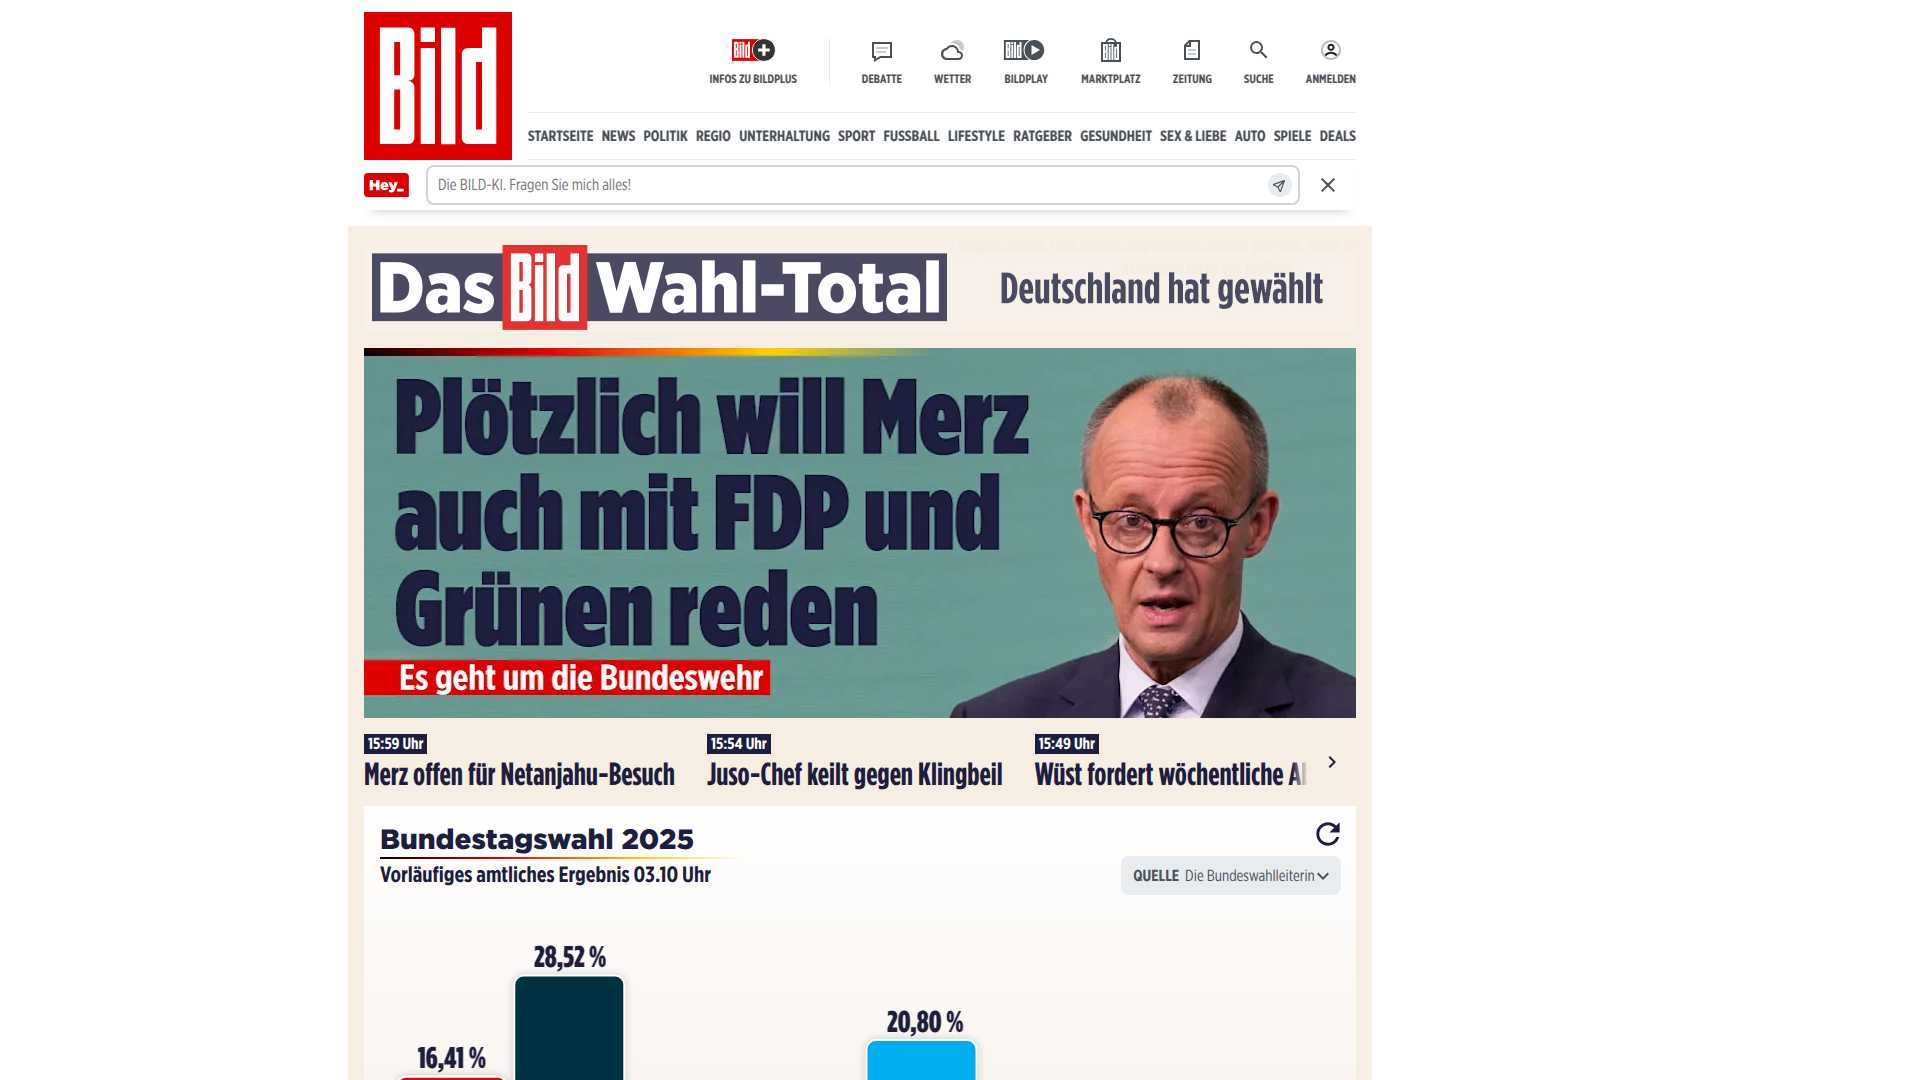 Bild
Bild
INFOS ZU BILDPLUS
DEBATTE
WETTER
Bild
BILDPLAY
Bild
MARKTPLATZ
ZEITUNG
SUCHE
ANMELDEN
STARTSEITE NEWS POLITIK REGIO UNTERHALTUNG SPORT FUSSBALL LIFESTYLE RATGEBER GESUNDHEIT SEX & LIEBE AUTO SPIELE DEALS
Hey_
Die BILD-KI. Fragen Sie mich alles!
Das Bild Wahl-Total
Deutschland hat gewählt
Plötzlich will Merz
auch mit FDP und
Grünen reden
Es geht um die Bundeswehr
15:59 Uhr
Merz offen für Netanjahu-Besuch
15:54 Uhr
Juso-Chef keilt gegen Klingbeil
15:49 Uhr
Wüst fordert wöchentliche
Bundestagswahl 2025
Vorläufiges amtliches Ergebnis 03.10 Uhr
QUELLE Die Bundeswahlleiterin
28,52 %
20,80 %
16,41 %